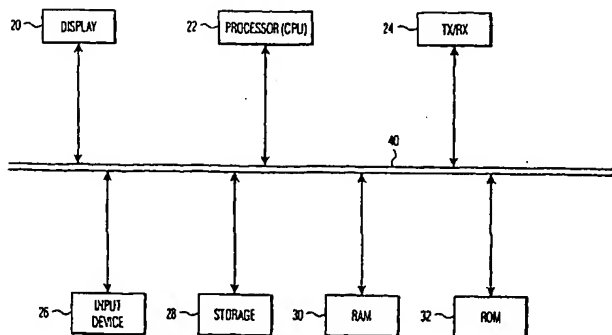 20 DISPLAY 22 PROCESSOR (CPU) 24 TX/RX
40
26 INPUT DEVICE 28 STORAGE 30 RAM 32 ROM